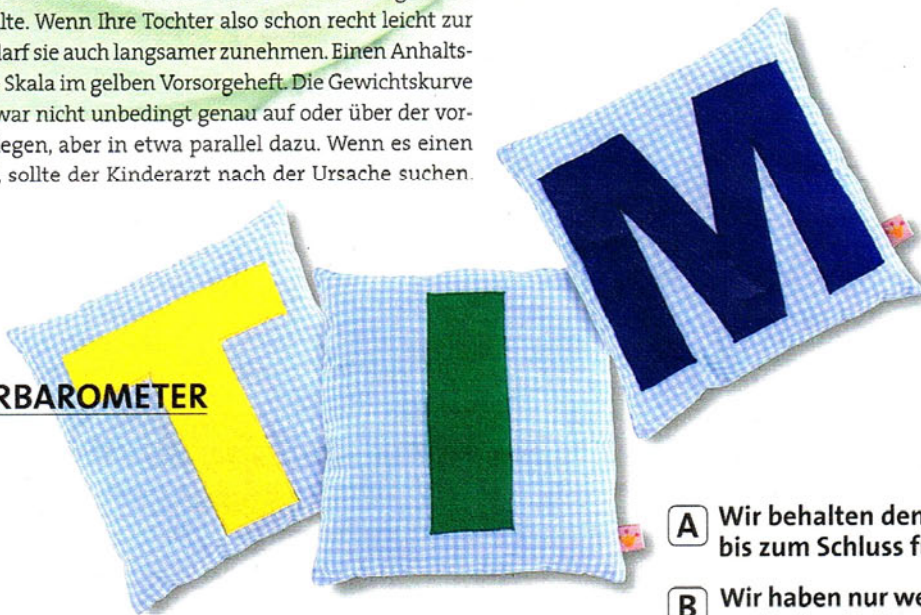 lte. Wenn Ihre Tochter also schon recht leicht zur
arf sie auch langsamer zunehmen. Einen Anhalts-
Skala im gelben Vorsorgeheft. Die Gewichtskurve
war nicht unbedingt genau auf oder über der vor-
egen, aber in etwa parallel dazu. Wenn es einen
, sollte der Kinderarzt nach der Ursache suchen.
TIM
RBAROMETER
A Wir behalten den
bis zum Schluss f
B Wir haben nur we